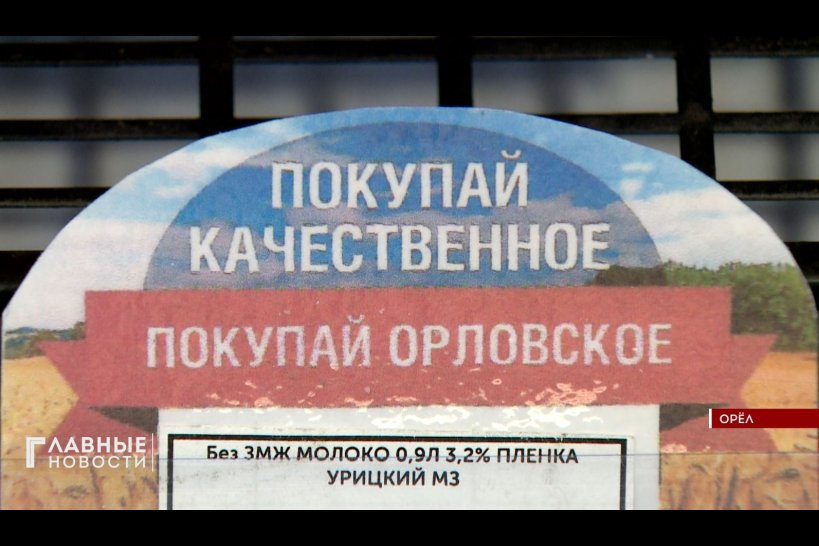 ПОКУПАЙ
КАЧЕСТВЕННОЕ
ПОКУПАЙ ОРЛОВСКОЕ
ОРЁЛ
ГЛАВНЫЕ
НОВОСТИ
Без ЗМЖ МОЛОКО 0,9Л 3,2% ПЛЕНКА
УРИЦКИЙ МЗ